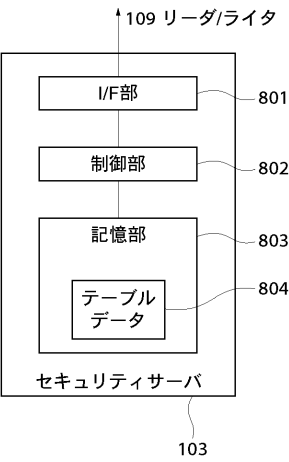 109 リーダ/ライタ
I/F部
801
制御部
802
記憶部
803
テーブル
データ
804
セキュリティサーバ
103